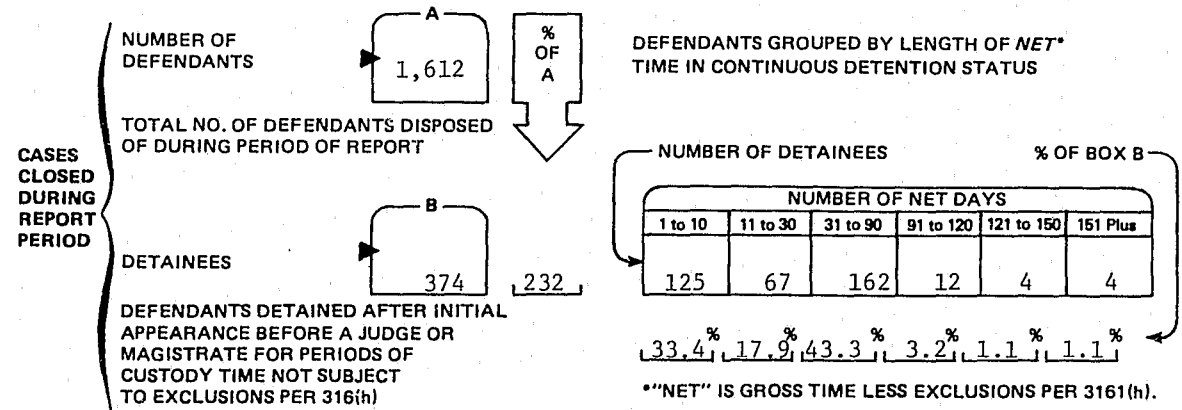 A
NUMBER OF
DEFENDANTS
1,612
%
OF
A
DEFENDANTS GROUPED BY LENGTH OF NET*
TIME IN CONTINUOUS DETENTION STATUS
TOTAL NO. OF DEFENDANTS DISPOSED
OF DURING PERIOD OF REPORT
CASES
CLOSED
DURING
REPORT
PERIOD
NUMBER OF DETAINEES % OF BOX B
NUMBER OF NET DAYS
1 to 10 11 to 30 31 to 90 91 to 120 121 to 150 151 Plus
B
DETAINEES
374 232
125 67 162 12 4 4
DEFENDANTS DETAINED AFTER INITIAL
APPEARANCE BEFORE A JUDGE OR
MAGISTRATE FOR PERIODS OF
CUSTODY TIME NOT SUBJECT
TO EXCLUSIONS PER 316(h)
33.4% 17.9% 43.3% 3.2% 1.1% 1.1%
*"NET" IS GROSS TIME LESS EXCLUSIONS PER 3161(h).